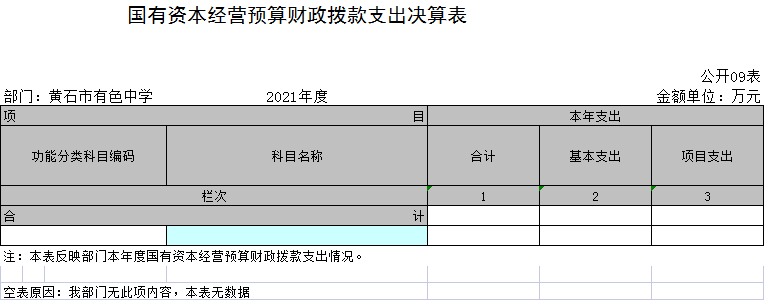 国有资本经营预算财政拨款支出决算表
公开09表
部门：黄石市有色中学 2021年度 金额单位：万元
项 目 本年支出
功能分类科目编码 科目名称 合计 基本支出 项目支出
栏次 1 2 3
合 计
注：本表反映部门本年度国有资本经营预算财政拨款支出情况。
空表原因：我部门无此项内容，本表无数据